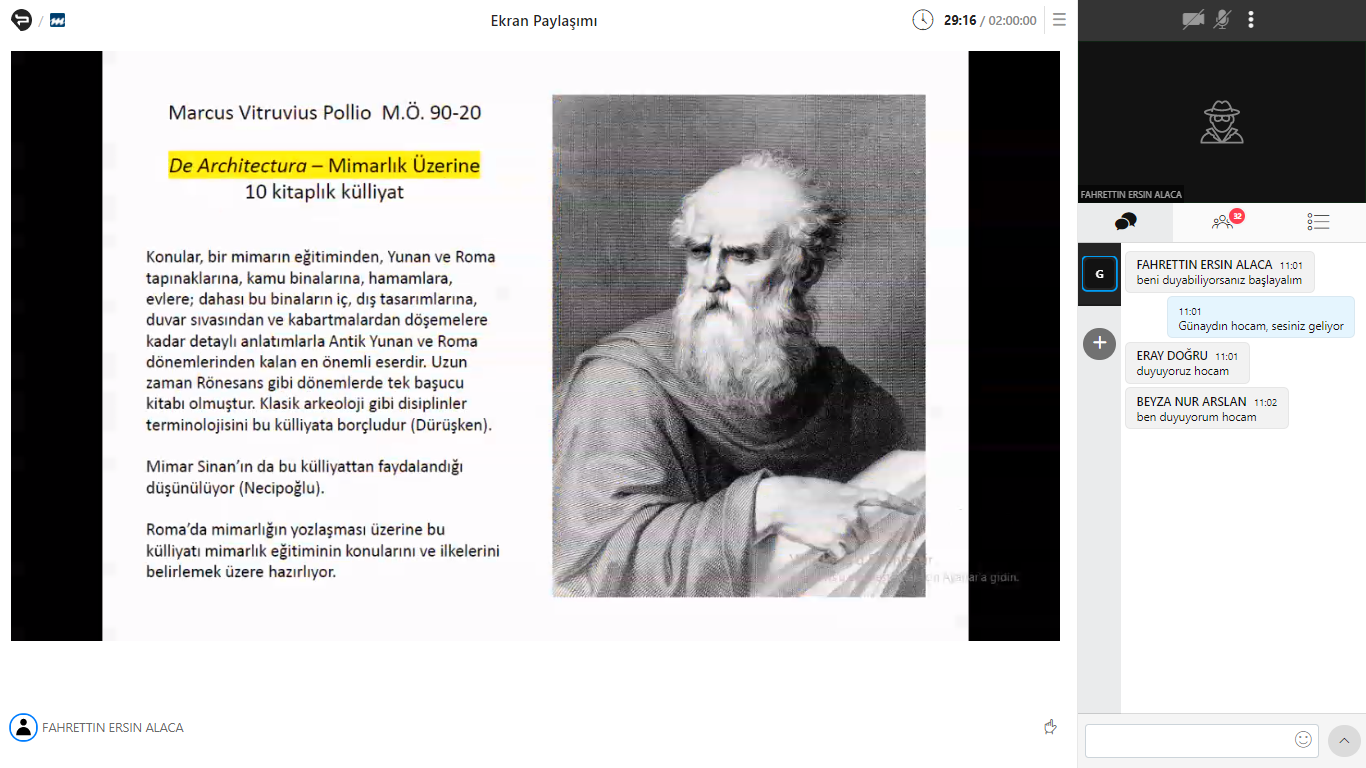 Ekran Paylaşımı
29:16 / 02:00:00
Marcus Vitruvius Pollio M.Ö. 90-20
De Architectura – Mimarlık Üzerine
10 kitaplık külliyat
Konular, bir mimarın eğitiminden, Yunan ve Roma
tapınaklarına, kamu binalarına, hamamlara,
evlere; dahası bu binaların iç, dış tasarımlarına,
duvar sıvasından ve kabartmalardan döşemelere
kadar detaylı anlatımlarla Antik Yunan ve Roma
dönemlerinden kalan en önemli eserdir. Uzun
zaman Rönesans gibi dönemlerde tek başucu
kitabı olmuştur. Klasik arkeoloji gibi disiplinler
terminolojisini bu külliyata borçludur (Dürüşken).
Mimar Sinan’ın da bu külliyattan faydalandığı
düşünülüyor (Necipoğlu).
Roma’da mimarlığın yozlaşması üzerine bu
külliyatı mimarlık eğitiminin konularını ve ilkelerini
belirlemek üzere hazırlıyor.
gidin.
FAHRETTIN ERSIN ALACA
FAHRETTIN ERSIN ALACA
32
G
FAHRETTIN ERSIN ALACA 11:01
beni duyabiliyorsanız başlayalım
11:01
Günaydın hocam, sesiniz geliyor
ERAY DOĞRU 11:01
duyuyoruz hocam
BEYZA NUR ARSLAN 11:02
ben duyuyorum hocam